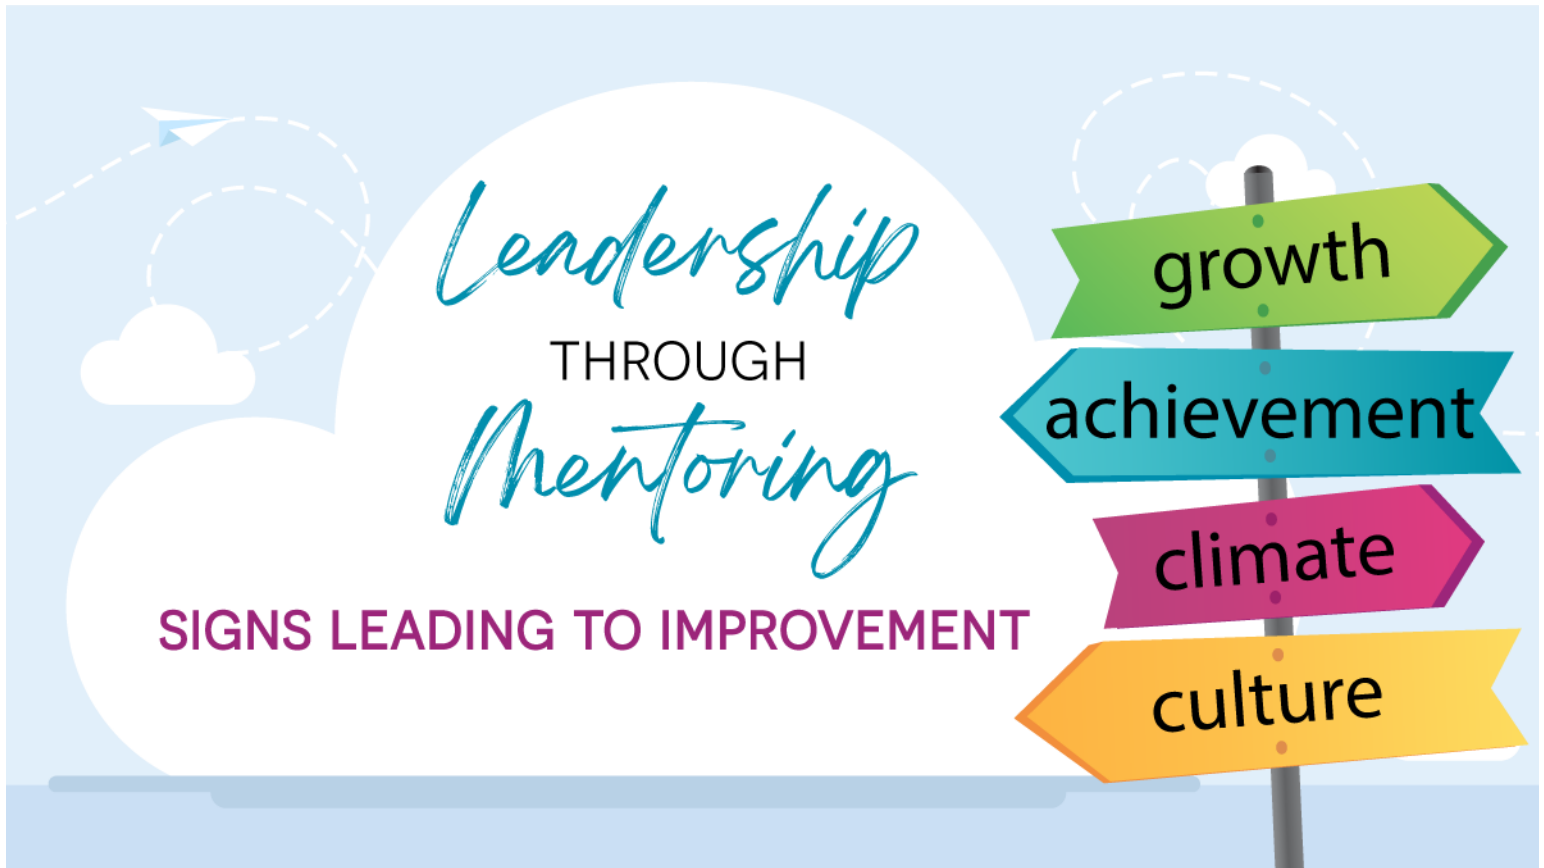 Leadership
THROUGH
Mentoring
SIGNS LEADING TO IMPROVEMENT
growth
achievement
climate
culture